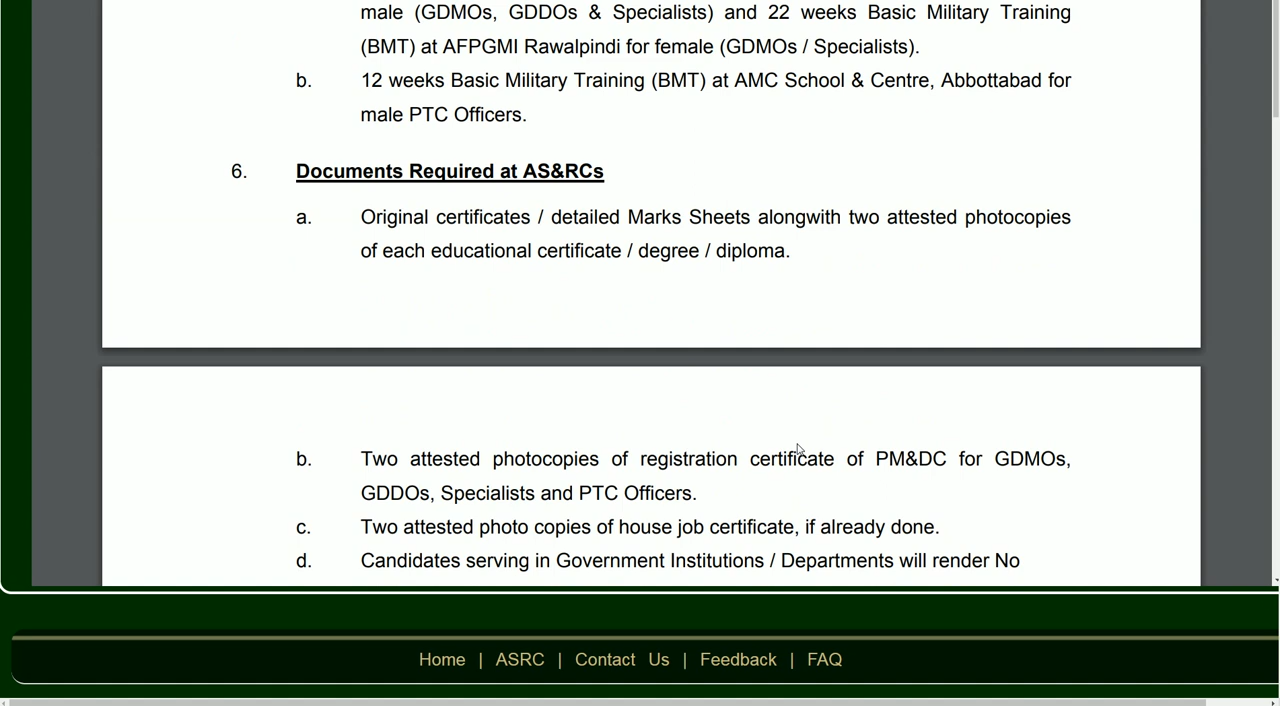 male (GDMOs, GDDOs & Specialists) and 22 weeks Basic Military Training
(BMT) at AFPGMI Rawalpindi for female (GDMOs / Specialists).
b. 12 weeks Basic Military Training (BMT) at AMC School & Centre, Abbottabad for
male PTC Officers.
6. Documents Required at AS&RCs
a. Original certificates / detailed Marks Sheets alongwith two attested photocopies
of each educational certificate / degree / diploma.
b. Two attested photocopies of registration certificate of PM&DC for GDMOs,
GDDOs, Specialists and PTC Officers.
c. Two attested photo copies of house job certificate, if already done.
d. Candidates serving in Government Institutions / Departments will render No
Home | ASRC | Contact Us | Feedback | FAQ